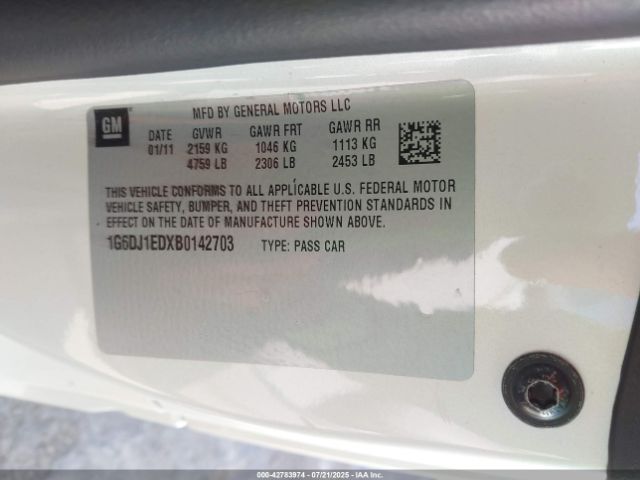 MFD BY GENERAL MOTORS LLC
GM
DATE GVWR GAWR FRT GAWR RR
01/11 2159 KG 1046 KG 1113 KG
4759 LB 2306 LB 2453 LB
THIS VEHICLE CONFORMS TO ALL APPLICABLE U.S. FEDERAL MOTOR
VEHICLE SAFETY, BUMPER, AND THEFT PREVENTION STANDARDS IN
EFFECT ON THE DATE OF MANUFACTURE SHOWN ABOVE.
1G6DJ1EDXB0142703 TYPE: PASS CAR
000-42783974 07/21/2025 - COPART